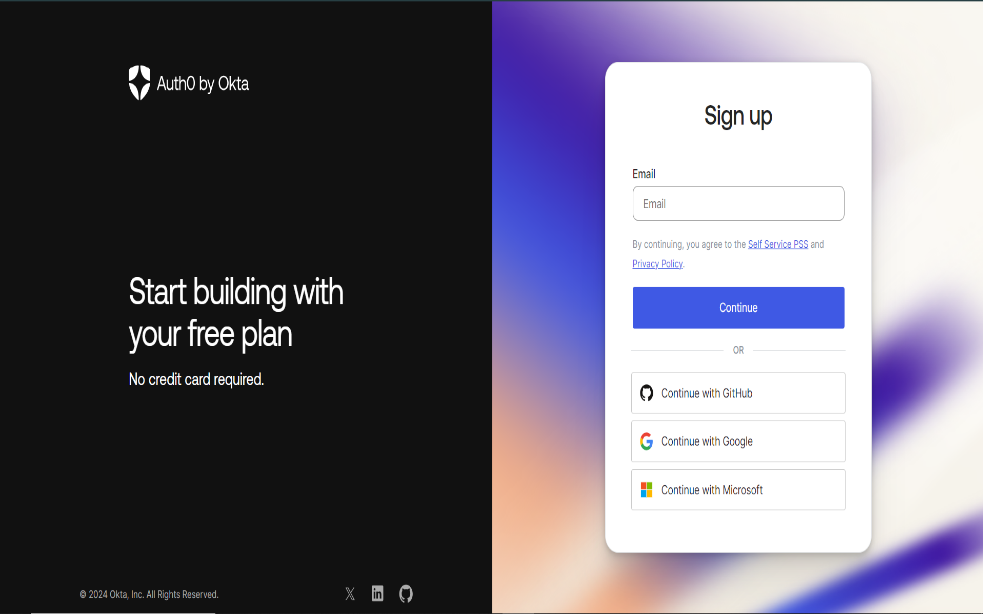 Auth0 by Okta
Start building with
your free plan
No credit card required.
© 2024 Okta, Inc. All Rights Reserved.
Sign up
Email
Email
By continuing, you agree to the Self Service PSS and
Privacy Policy.
Continue
OR
Continue with GitHub
Continue with Google
Continue with Microsoft